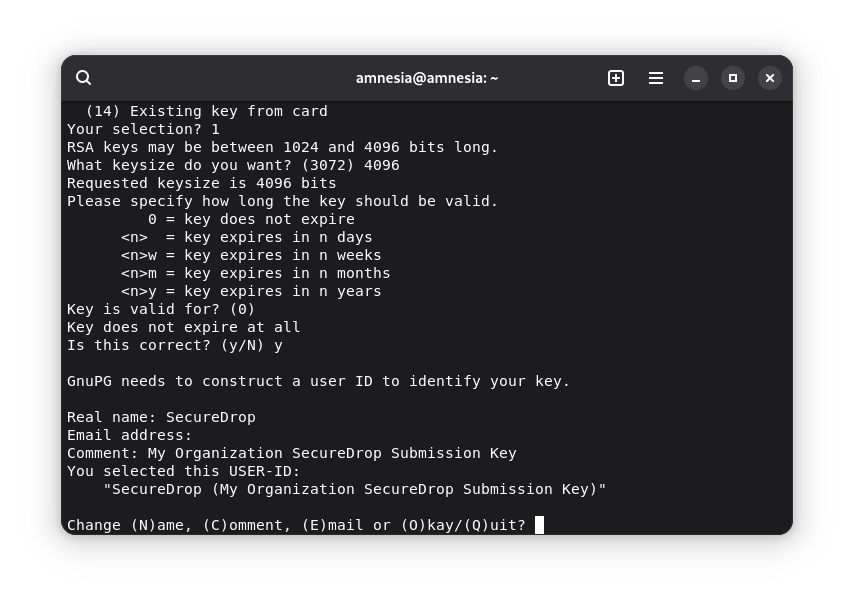 amnesia@amnesia: ~
  (14) Existing key from card
Your selection? 1
RSA keys may be between 1024 and 4096 bits long.
What keysize do you want? (3072) 4096
Requested keysize is 4096 bits
Please specify how long the key should be valid.
         0 = key does not expire
      <n>  = key expires in n days
      <n>w = key expires in n weeks
      <n>m = key expires in n months
      <n>y = key expires in n years
Key is valid for? (0)
Key does not expire at all
Is this correct? (y/N) y
GnuPG needs to construct a user ID to identify your key.
Real name: SecureDrop
Email address:
Comment: My Organization SecureDrop Submission Key
You selected this USER-ID:
    "SecureDrop (My Organization SecureDrop Submission Key)"
Change (N)ame, (C)omment, (E)mail or (O)kay/(Q)uit?